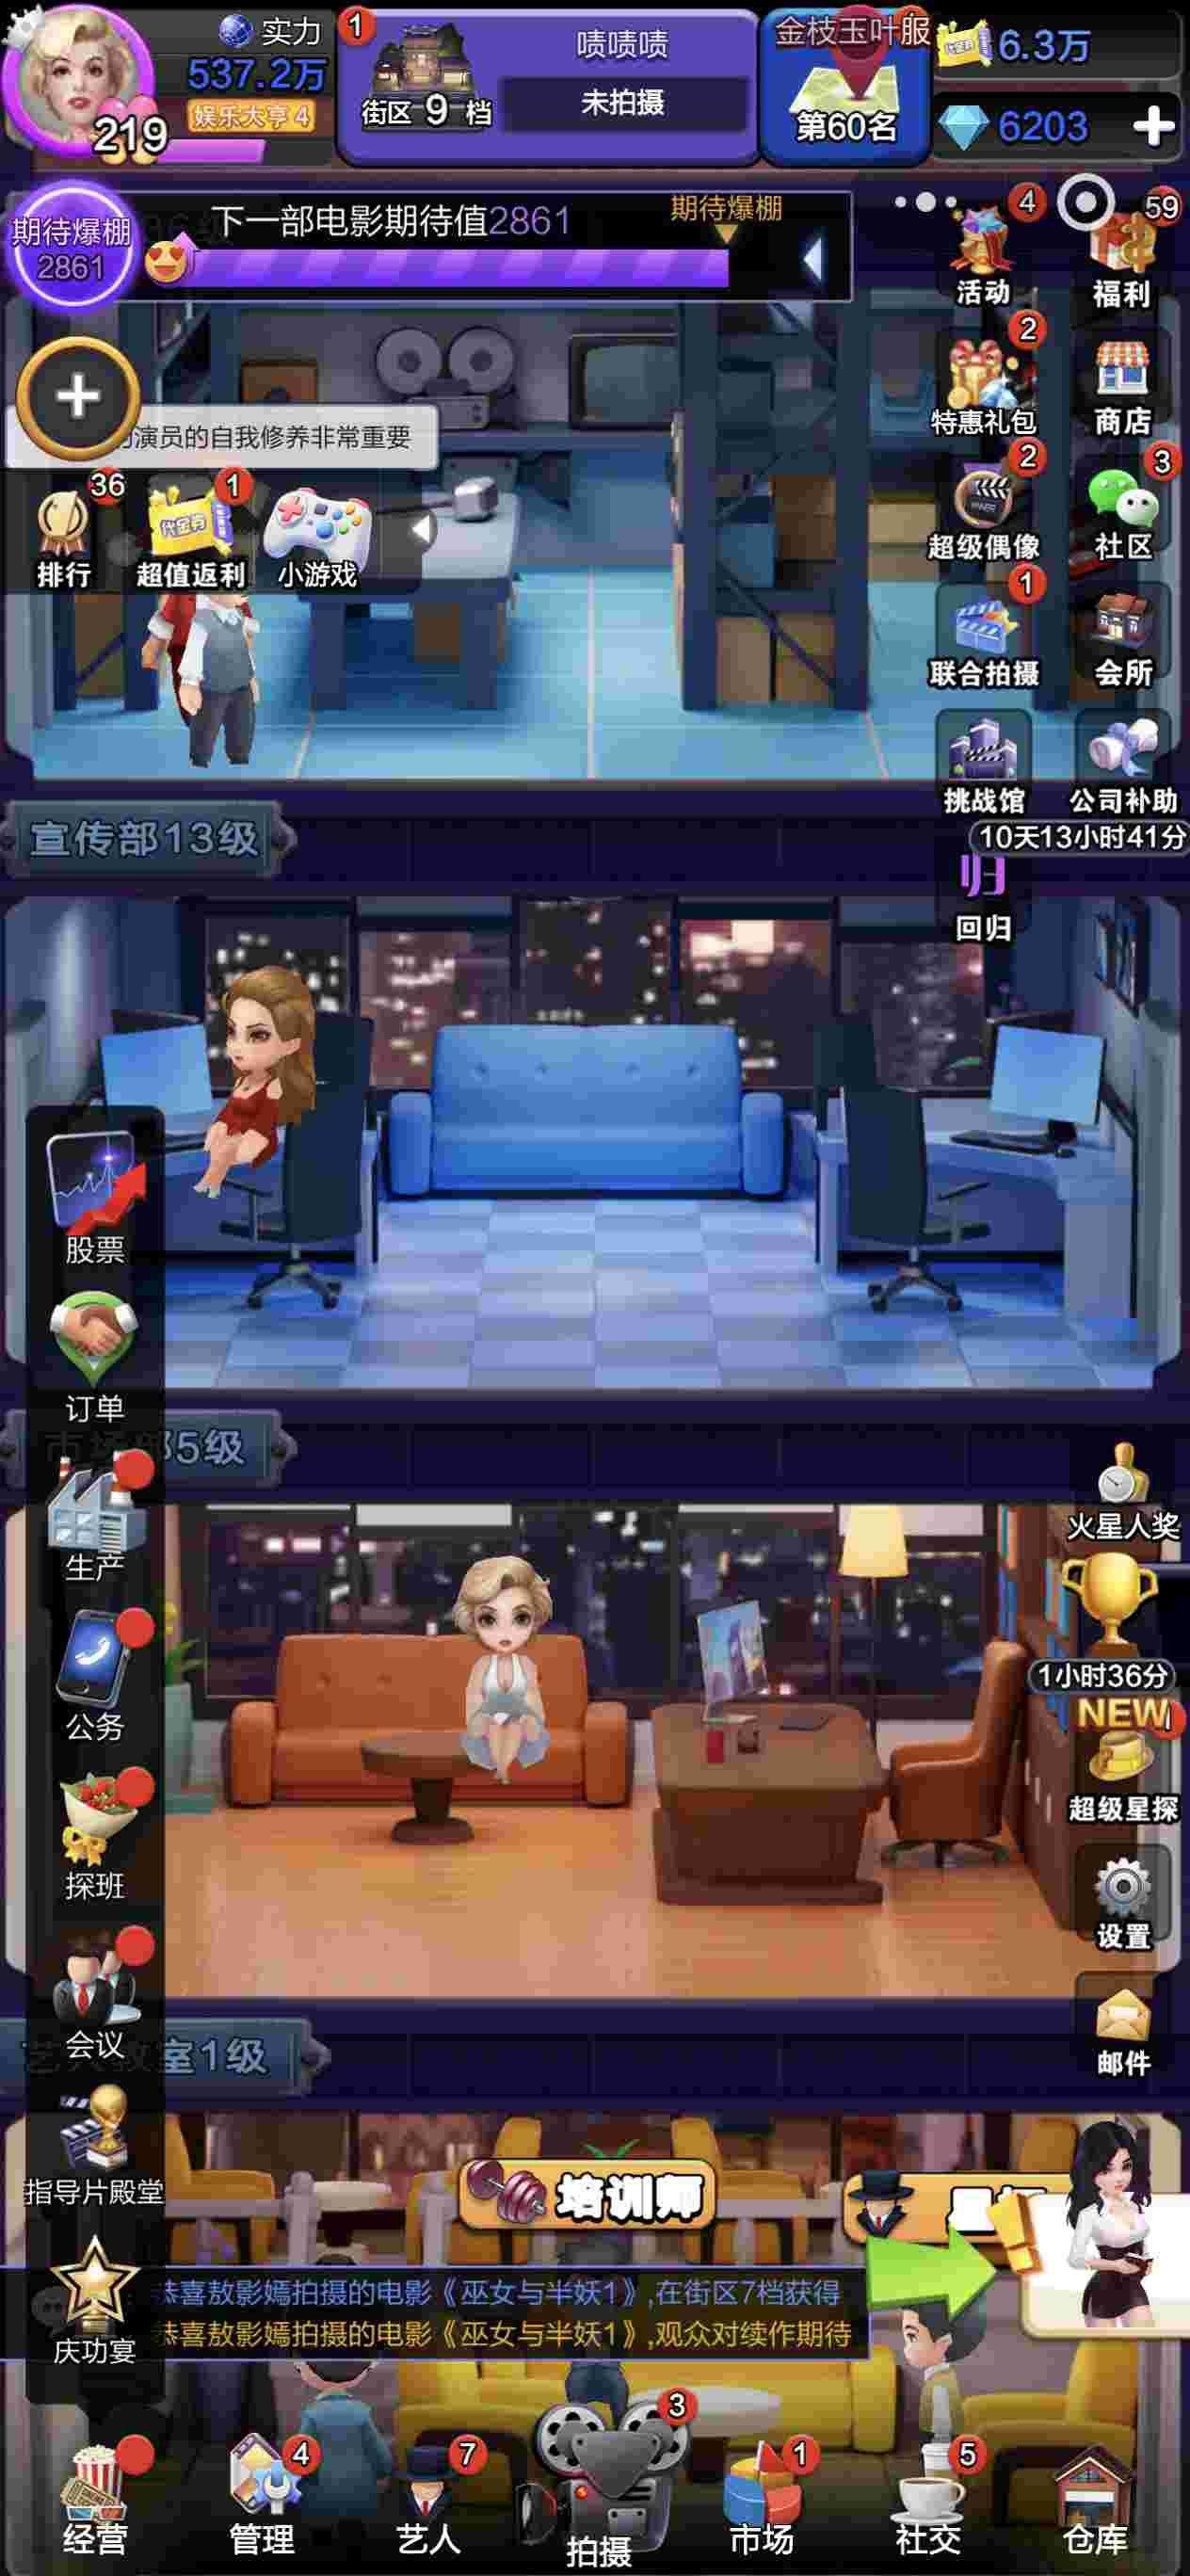 实力
537.2万
娱乐大亨 4
219
1
街区 9 档
啧啧啧
未拍摄
金枝玉叶服
第60名
6.3万
6203
期待爆棚
2861
下一部电影期待值2861
期待爆棚
4
活动
59
福利
2
特惠礼包
商店
演员的自我修养非常重要
36
排行
1
超值返利
小游戏
2
超级偶像
3
社区
1
联合拍摄
会所
挑战馆
公司补助
10天13小时41分
归
回归
宣传部13级
股票
订单
市场部5级
生产
公务
探班
会议
火星人奖
1小时36分
NEW
超级星探
设置
邮件
艺人教室1级
指导片殿堂
培训师
庆功宴
恭喜敖影嫣拍摄的电影《巫女与半妖1》,在街区7档获得
恭喜敖影嫣拍摄的电影《巫女与半妖1》,观众对续作期待
经营
4
管理
7
艺人
3
拍摄
1
市场
5
社交
仓库